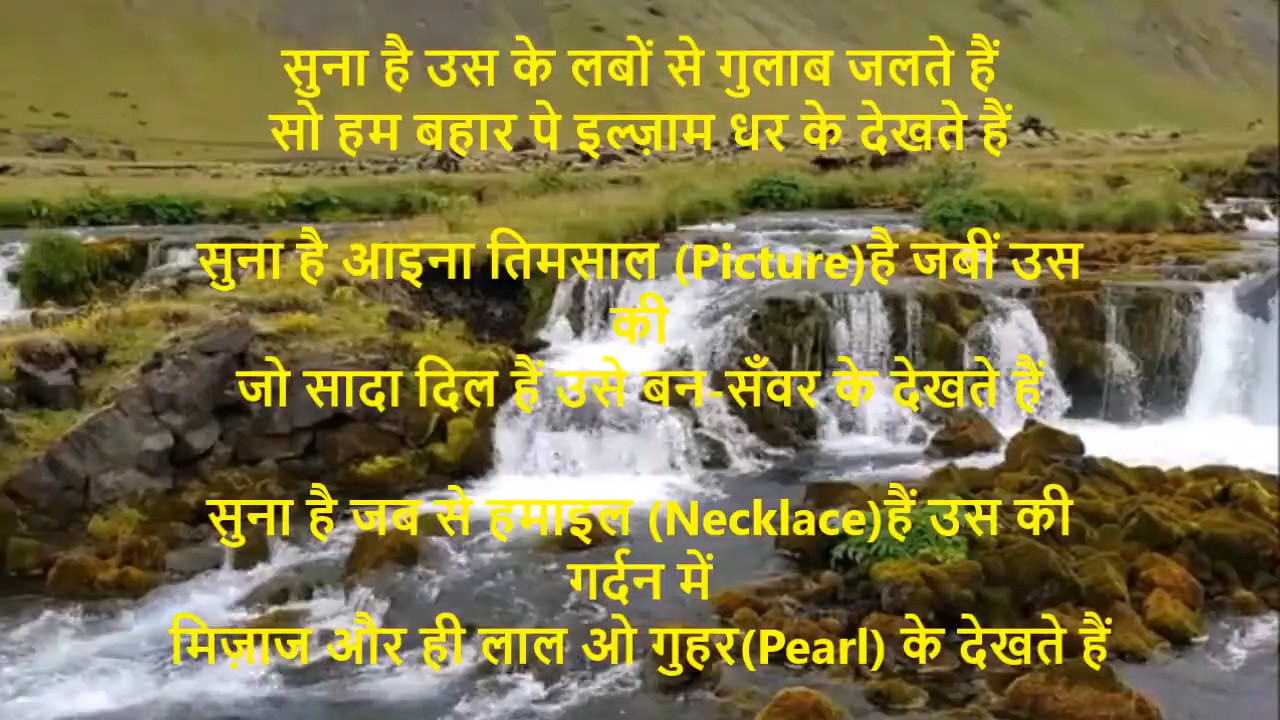 सुना है उस के लबों से गुलाब जलते हैं
सो हम बहार पे इल्ज़ाम धर के देखते हैं
सुना है आइना तिमसाल (Picture)है जबीं उस
की
जो सादा दिल हैं उसे बन-सँवर के देखते हैं
सुना है जब से हमाइल (Necklace)हैं उस की
गर्दन में
मिज़ाज और ही लाल ओ गुहर(Pearl) के देखते हैं